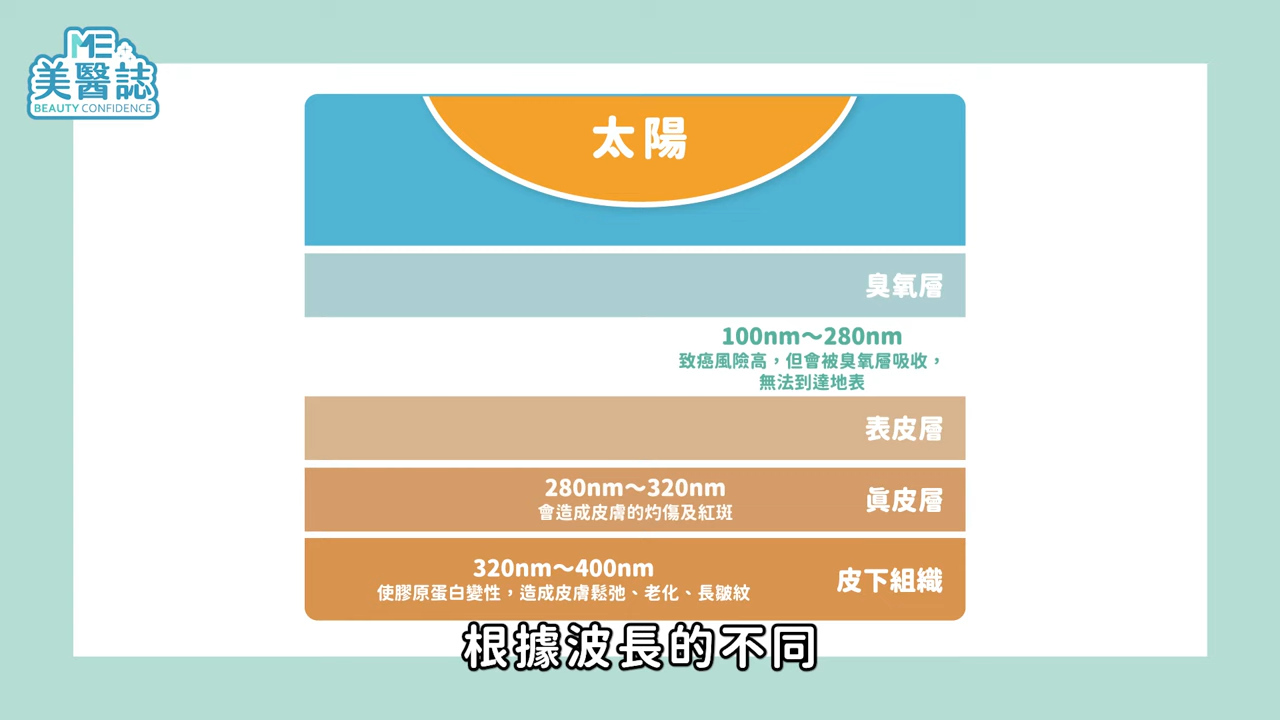 ME
美醫誌
BEAUTY CONFIDENCE
太陽
臭氧層
100nm～280nm
致癌風險高，但會被臭氧層吸收，
無法到達地表
表皮層
280nm～320nm
會造成皮膚的灼傷及紅斑
眞皮層
320nm～400nm
使膠原蛋白變性，造成皮膚鬆弛、老化、長皺紋
皮下組織
根據波長的不同